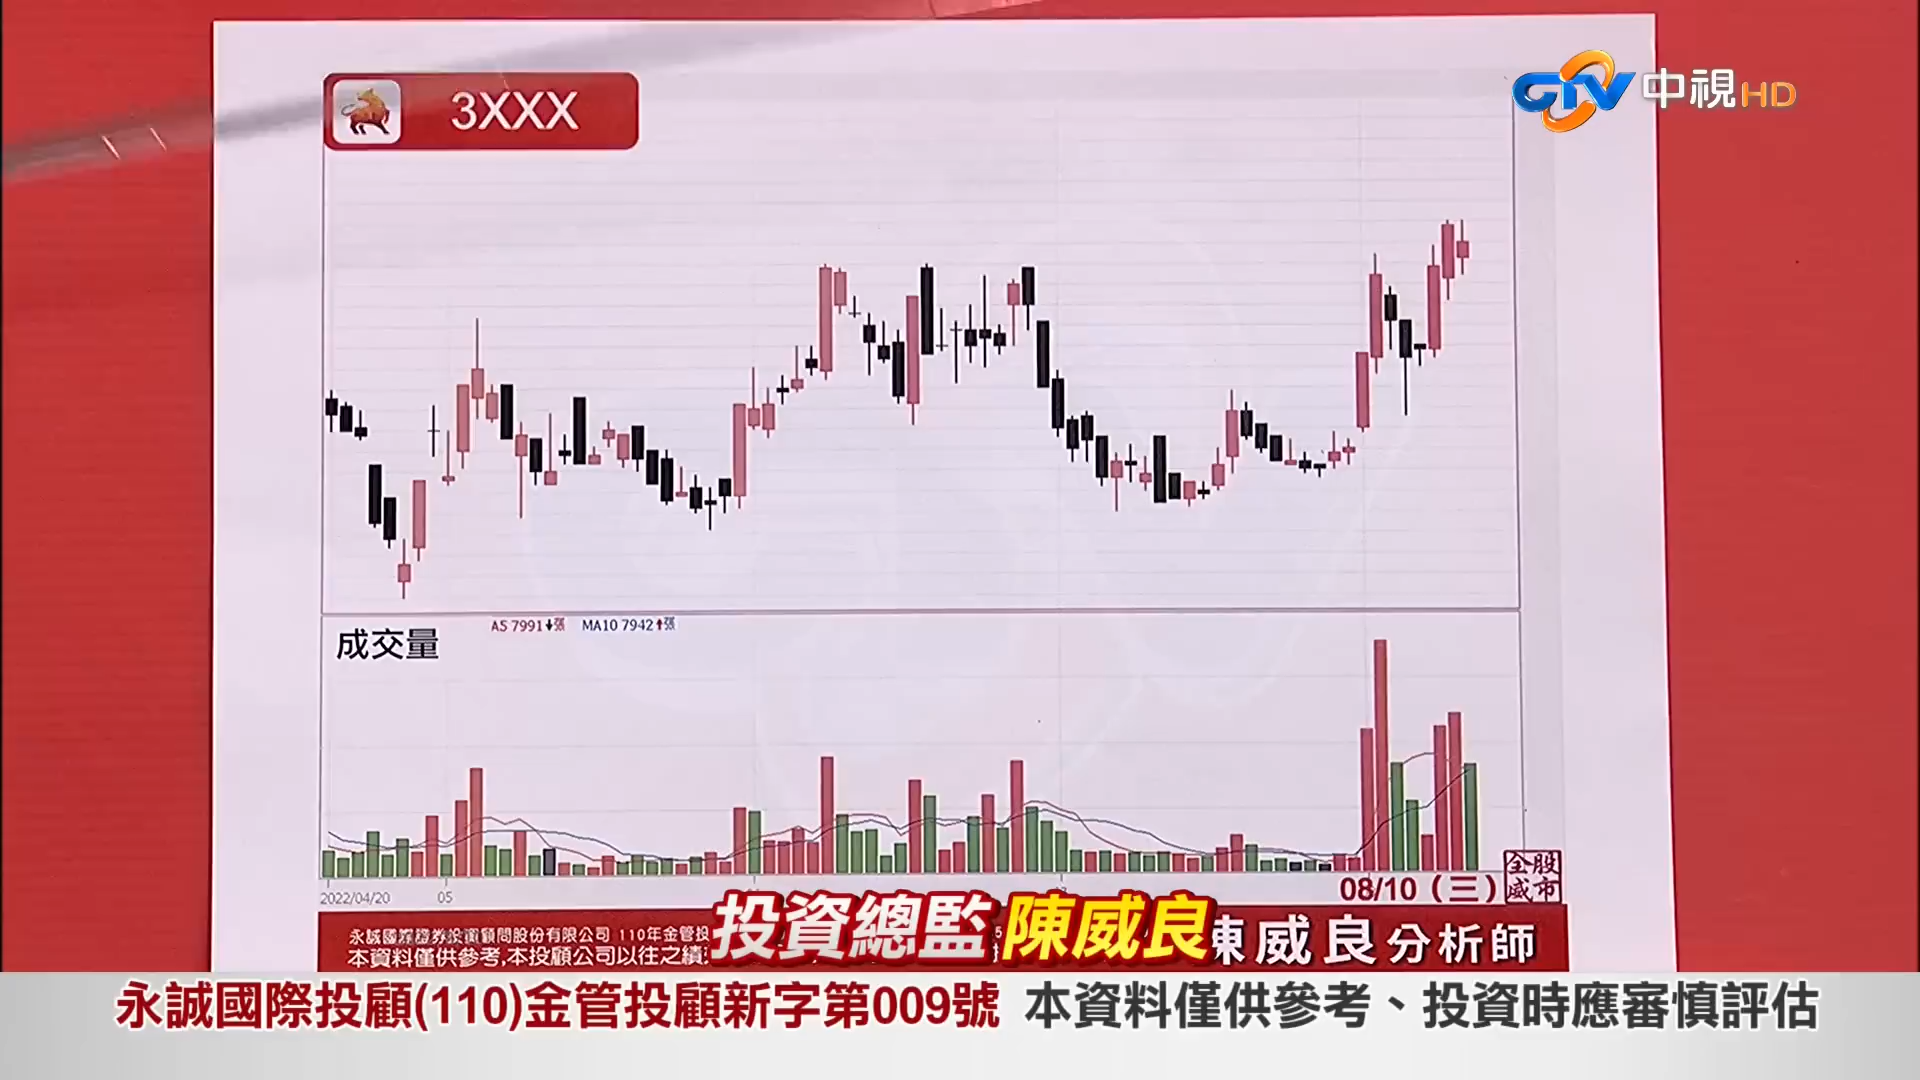 3XXX
CTV 中視HD
成交量
A5 7991↓張 MA10 7942↑張
2022/04/20 05
08/10（三）
全股
威市
永誠國際證券投資顧問股份有限公司 110年金管投
本資料僅供參考,本投顧公司以往之績
投資總監 陳威良
陳威良 分析師
永誠國際投顧(110)金管投顧新字第009號 本資料僅供參考、投資時應審慎評估